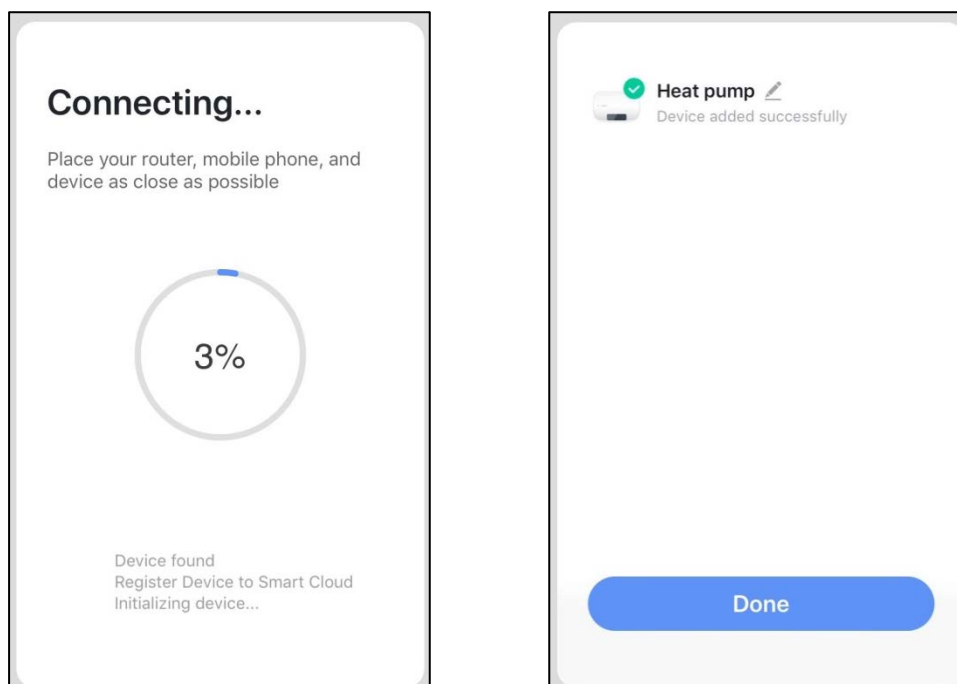 Connecting...
Place your router, mobile phone, and
device as close as possible
3%
Device found
Register Device to Smart Cloud
Initializing device...
Heat pump
Device added successfully
Done